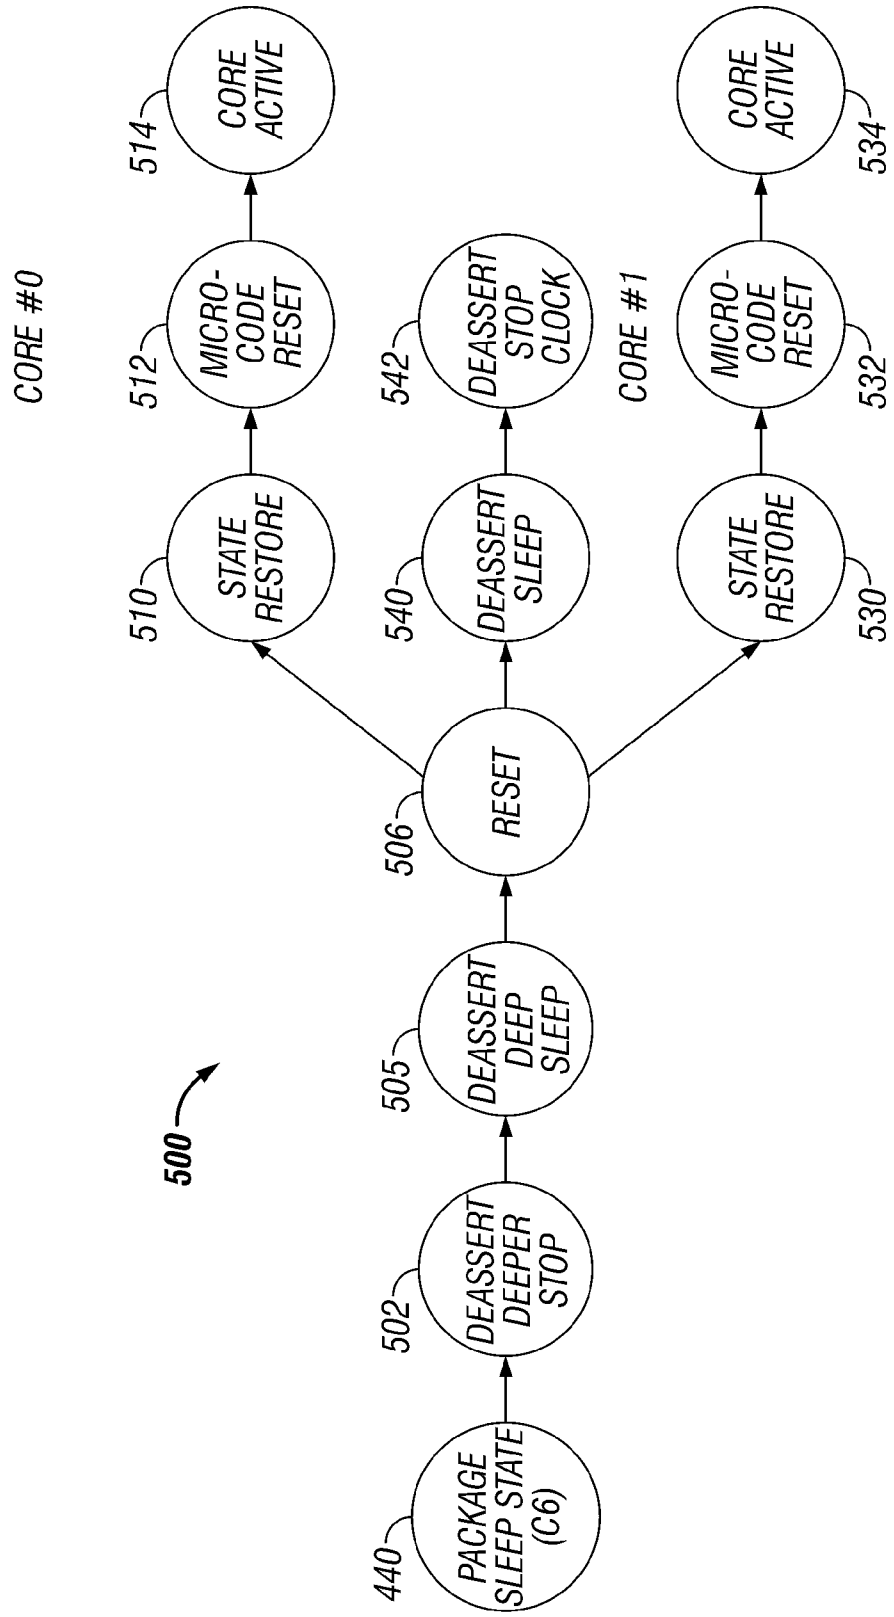 500
440
PACKAGE
SLEEP STATE
(C6)
502
DEASSERT
DEEPER
STOP
505
DEASSERT
DEEP
SLEEP
506
RESET
CORE #0
510
STATE
RESTORE
512
MICRO-
CODE
RESET
514
CORE
ACTIVE
540
DEASSERT
SLEEP
542
DEASSERT
STOP
CLOCK
CORE #1
STATE
RESTORE
530
MICRO-
CODE
RESET
532
CORE
ACTIVE
534